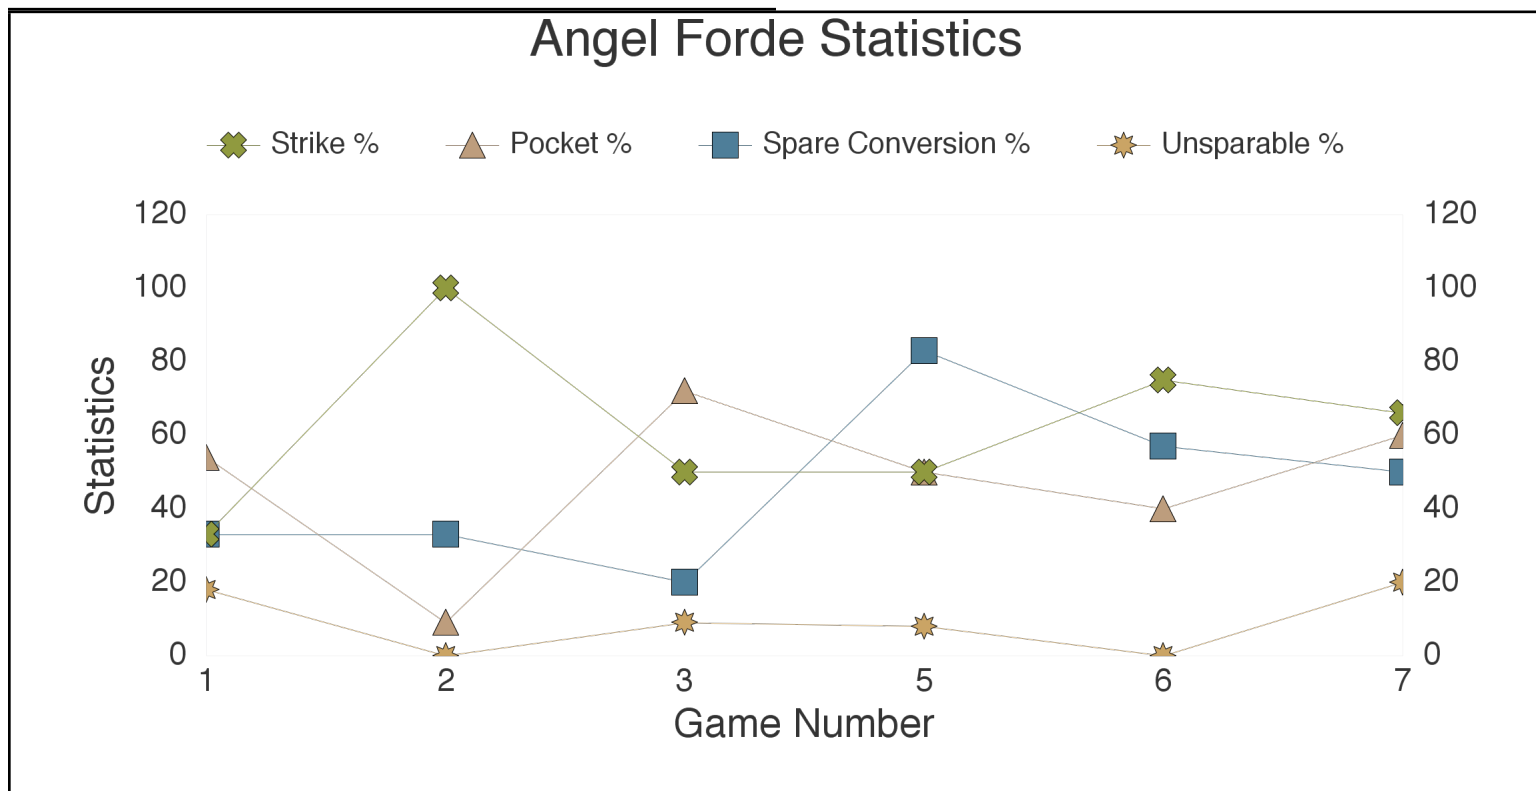 Angel Forde Statistics
Strike % Pocket % Spare Conversion % Unsparable %
120 120
100 100
80 80
60 60
40 40
20 20
0 0
Statistics
1 2 3 5 6 7
Game Number